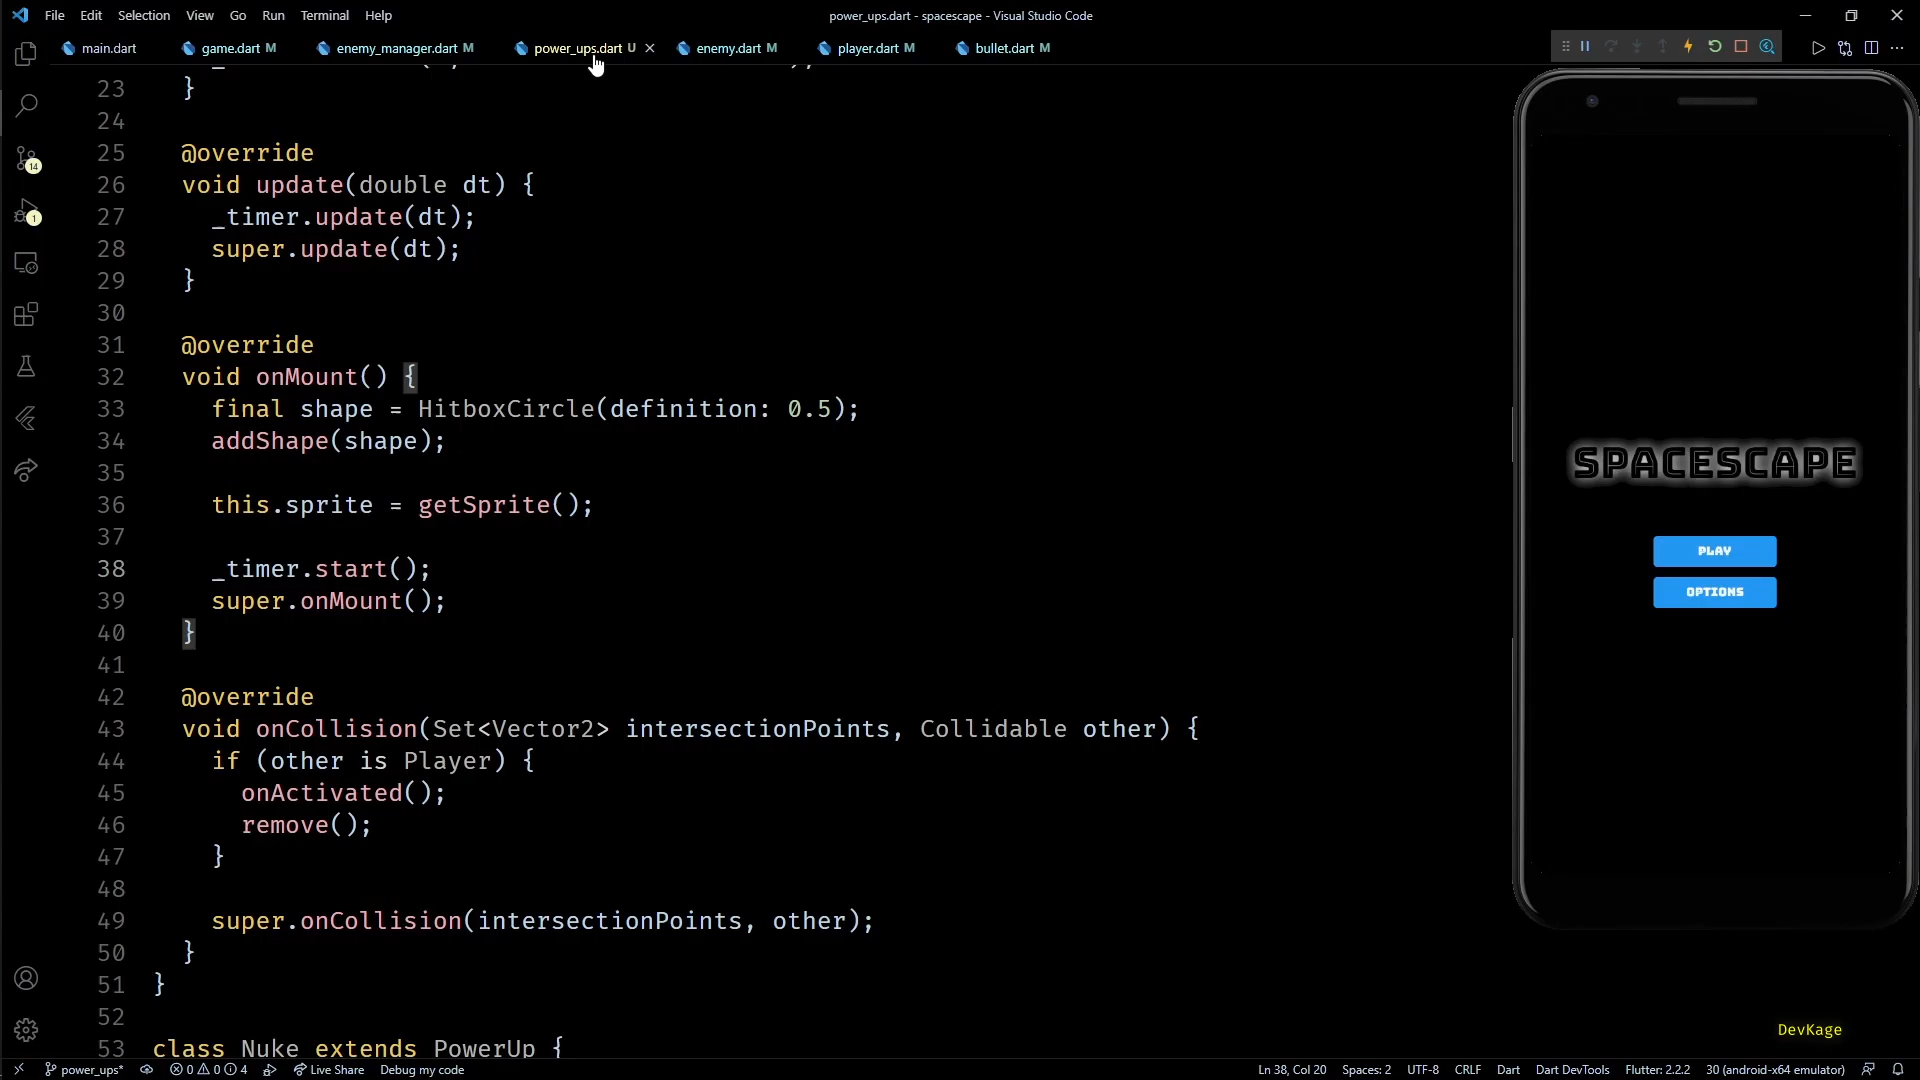 File Edit Selection View Go Run Terminal Help
power_ups.dart - spacescape - Visual Studio Code
main.dart game.dart M enemy_manager.dart M power_ups.dart U enemy.dart M player.dart M bullet.dart M
23 }
24
25 @override
26 void update(double dt) {
27 _timer.update(dt);
28 super.update(dt);
29 }
30
31 @override
32 void onMount() {
33 final shape = HitboxCircle(definition: 0.5);
34 addShape(shape);
35
36 this.sprite = getSprite();
37
38 _timer.start();
39 super.onMount();
40 }
41
42 @override
43 void onCollision(Set<Vector2> intersectionPoints, Collidable other) {
44 if (other is Player) {
45 onActivated();
46 remove();
47 }
48
49 super.onCollision(intersectionPoints, other);
50 }
51 }
52
53 class Nuke extends PowerUp {
14
1
SPACESCAPE
PLAY
OPTIONS
DevKage
power_ups* 0 0 4 Live Share Debug my code Ln 38, Col 20 Spaces: 2 UTF-8 CRLF Dart Dart DevTools Flutter: 2.2.2 30 (android-x64 emulator)